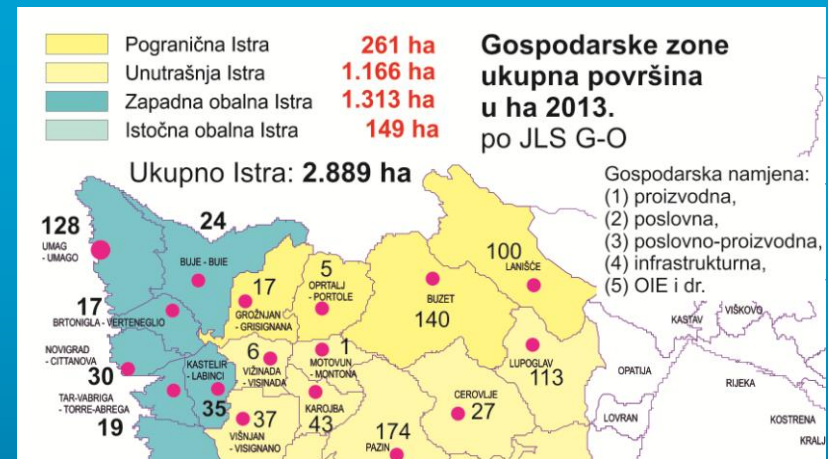 Pogranična Istra 261 ha
Unutrašnja Istra 1.166 ha
Zapadna obalna Istra 1.313 ha
Istočna obalna Istra 149 ha
Ukupno Istra: 2.889 ha
Gospodarske zone
ukupna površina
u ha 2013.
po JLS G-O
Gospodarska namjena:
(1) proizvodna,
(2) poslovna,
(3) poslovno-proizvodna,
(4) infrastrukturna,
(5) OIE i dr.
128
UMAG
- UMAGO
24
BUJE - BUIE
17
BRTONIGLA - VERTENEGLIO
17
GROŽNJAN
- GRISIGNANA
5
OPRTALJ
- PORTOLE
BUZET
140
100
LANIŠĆE
NOVIGRAD
- CITTANOVA
30
KASTELIR
- LABINCI
35
TAR-VABRIGA
- TORRE-ABREGA
19
6
VIŽINADA
- VISINADA
1
MOTOVUN
- MONTONA
37
VIŠNJAN
- VISIGNANO
KAROJBA
43
174
PAZIN
CEROVLJE
27
LUPOGLAV
113
KASTAV
VIŠKOVO
OPATIJA
RIJEKA
LOVRAN
KOSTRENA
KRALJ